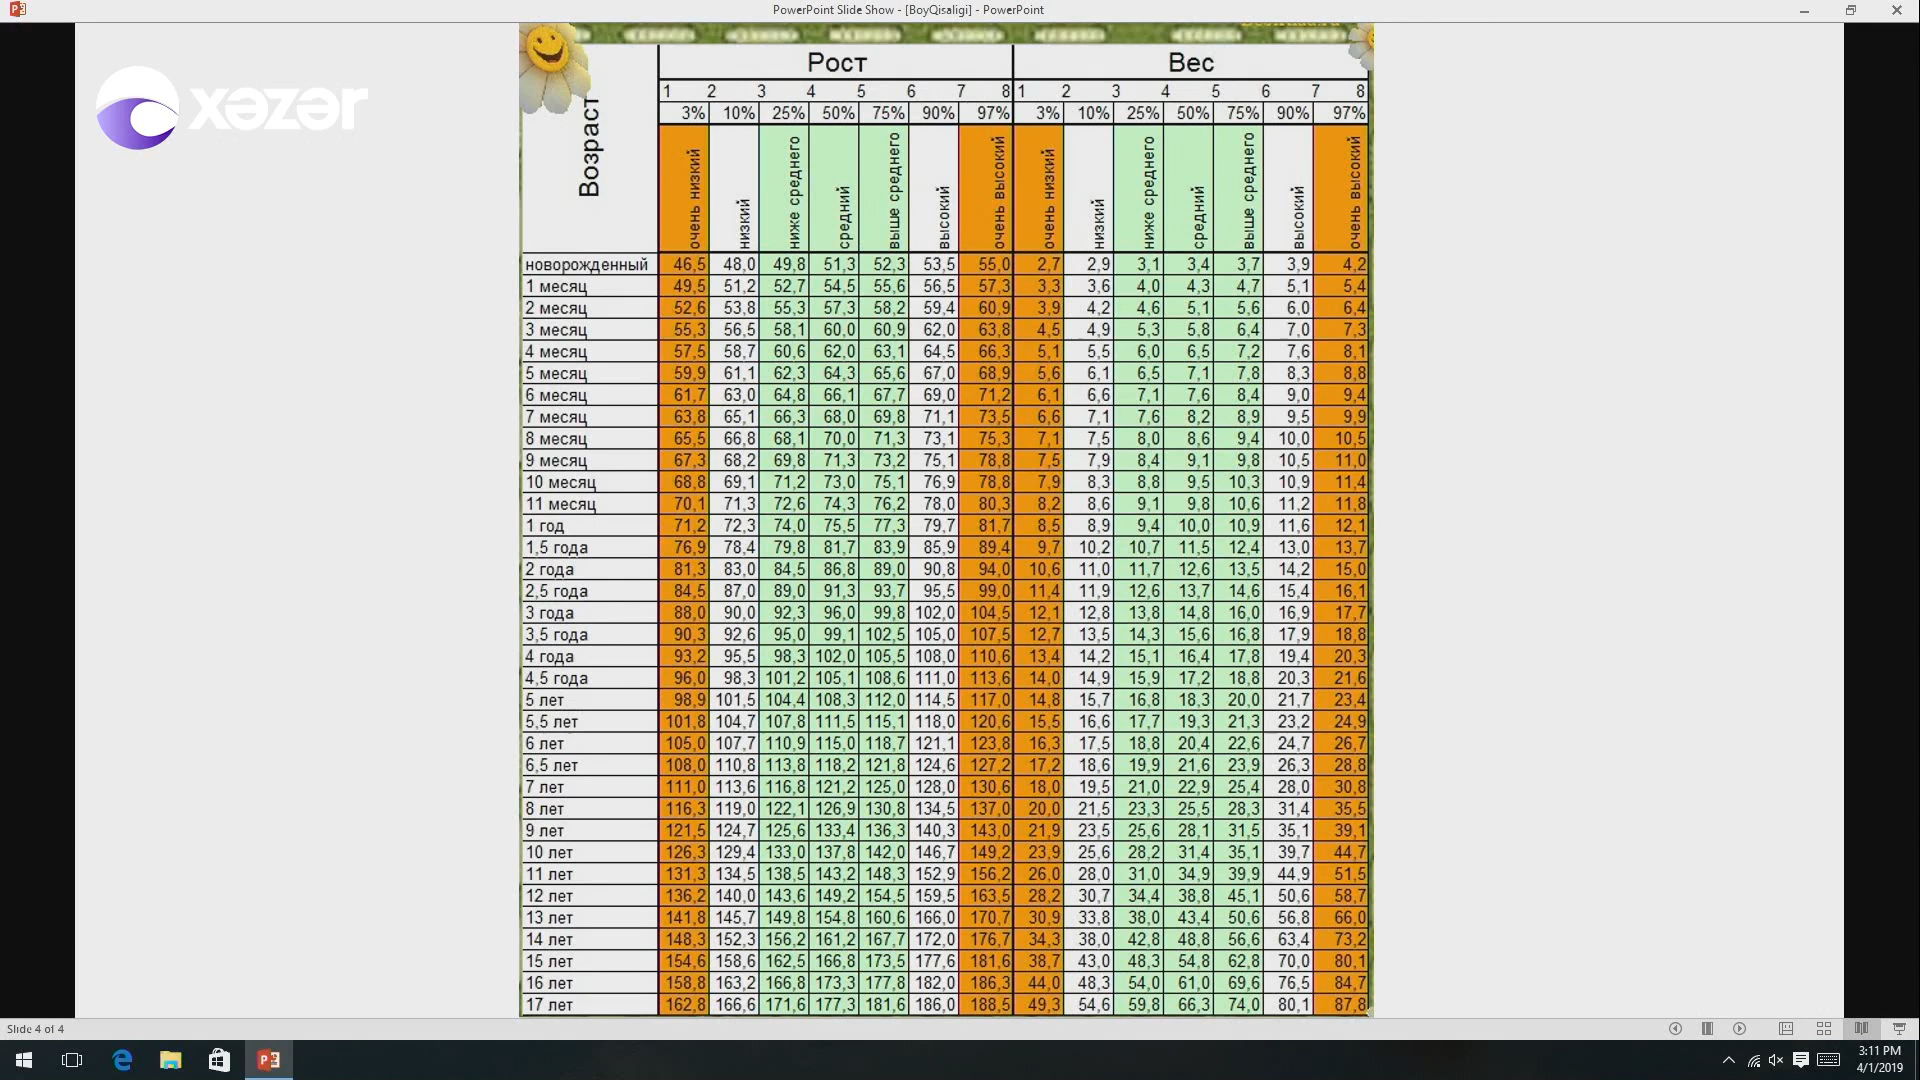 PowerPoint Slide Show - [BoyQisaligi] - PowerPoint
xəzər
Возраст
Рост Вес
1 2 3 4 5 6 7 8 1 2 3 4 5 6 7 8
3% 10% 25% 50% 75% 90% 97% 3% 10% 25% 50% 75% 90% 97%
очень низкий низкий ниже среднего средний выше среднего высокий очень высокий очень низкий низкий ниже среднего средний выше среднего высокий очень высокий
новорожденный 46,5 48,0 49,8 51,3 52,3 53,5 55,0 2,7 2,9 3,1 3,4 3,7 3,9 4,2
1 месяц 49,5 51,2 52,7 54,5 55,6 56,5 57,3 3,3 3,6 4,0 4,3 4,7 5,1 5,4
2 месяц 52,6 53,8 55,3 57,3 58,2 59,4 60,9 3,9 4,2 4,6 5,1 5,6 6,0 6,4
3 месяц 55,3 56,5 58,1 60,0 60,9 62,0 63,8 4,5 4,9 5,3 5,8 6,4 7,0 7,3
4 месяц 57,5 58,7 60,6 62,0 63,1 64,5 66,3 5,1 5,5 6,0 6,5 7,2 7,6 8,1
5 месяц 59,9 61,1 62,3 64,3 65,6 67,0 68,9 5,6 6,1 6,5 7,1 7,8 8,3 8,8
6 месяц 61,7 63,0 64,8 66,1 67,7 69,0 71,2 6,1 6,6 7,1 7,6 8,4 9,0 9,4
7 месяц 63,8 65,1 66,3 68,0 69,8 71,1 73,5 6,6 7,1 7,6 8,2 8,9 9,5 9,9
8 месяц 65,5 66,8 68,1 70,0 71,3 73,1 75,3 7,1 7,5 8,0 8,6 9,4 10,0 10,5
9 месяц 67,3 68,2 69,8 71,3 73,2 75,1 78,8 7,5 7,9 8,4 9,1 9,8 10,5 11,0
10 месяц 68,8 69,1 71,2 73,0 75,1 76,9 78,8 7,9 8,3 8,8 9,5 10,3 10,9 11,4
11 месяц 70,1 71,3 72,6 74,3 76,2 78,0 80,3 8,2 8,6 9,1 9,8 10,6 11,2 11,8
1 год 71,2 72,3 74,0 75,5 77,3 79,7 81,7 8,5 8,9 9,4 10,0 10,9 11,6 12,1
1,5 года 76,9 78,4 79,8 81,7 83,9 85,9 89,4 9,7 10,2 10,7 11,5 12,4 13,0 13,7
2 года 81,3 83,0 84,5 86,8 89,0 90,8 94,0 10,6 11,0 11,7 12,6 13,5 14,2 15,0
2,5 года 84,5 87,0 89,0 91,3 93,7 95,5 99,0 11,4 11,9 12,6 13,7 14,6 15,4 16,1
3 года 88,0 90,0 92,3 96,0 99,8 102,0 104,5 12,1 12,8 13,8 14,8 16,0 16,9 17,7
3,5 года 90,3 92,6 95,0 99,1 102,5 105,0 107,5 12,7 13,5 14,3 15,6 16,8 17,9 18,8
4 года 93,2 95,5 98,3 102,0 105,5 108,0 110,6 13,4 14,2 15,1 16,4 17,8 19,4 20,3
4,5 года 96,0 98,3 101,2 105,1 108,6 111,0 113,6 14,0 14,9 15,9 17,2 18,8 20,3 21,6
5 лет 98,9 101,5 104,4 108,3 112,0 114,5 117,0 14,8 15,7 16,8 18,3 20,0 21,7 23,4
5,5 лет 101,8 104,7 107,8 111,5 115,1 118,0 120,6 15,5 16,6 17,7 19,3 21,3 23,2 24,9
6 лет 105,0 107,7 110,9 115,0 118,7 121,1 123,8 16,3 17,5 18,8 20,4 22,6 24,7 26,7
6,5 лет 108,0 110,8 113,8 118,2 121,8 124,6 127,2 17,2 18,6 19,9 21,6 23,9 26,3 28,8
7 лет 111,0 113,6 116,8 121,2 125,0 128,0 130,6 18,0 19,5 21,0 22,9 25,4 28,0 30,8
8 лет 116,3 119,0 122,1 126,9 130,8 134,5 137,0 20,0 21,5 23,3 25,5 28,3 31,4 35,5
9 лет 121,5 124,7 125,6 133,4 136,3 140,3 143,0 21,9 23,5 25,6 28,1 31,5 35,1 39,1
10 лет 126,3 129,4 133,0 137,8 142,0 146,7 149,2 23,9 25,6 28,2 31,4 35,1 39,7 44,7
11 лет 131,3 134,5 138,5 143,2 148,3 152,9 156,2 26,0 28,0 31,0 34,9 39,9 44,9 51,5
12 лет 136,2 140,0 143,6 149,2 154,5 159,5 163,5 28,2 30,7 34,4 38,8 45,1 50,6 58,7
13 лет 141,8 145,7 149,8 154,8 160,6 166,0 170,7 30,9 33,8 38,0 43,4 50,6 56,8 66,0
14 лет 148,3 152,3 156,2 161,2 167,7 172,0 176,7 34,3 38,0 42,8 48,8 56,6 63,4 73,2
15 лет 154,6 158,6 162,5 166,8 173,5 177,6 181,6 38,7 43,0 48,3 54,8 62,8 70,0 80,1
16 лет 158,8 163,2 166,8 173,3 177,8 182,0 186,3 44,0 48,3 54,0 61,0 69,6 76,5 84,7
17 лет 162,8 166,6 171,6 177,3 181,6 186,0 188,5 49,3 54,6 59,8 66,3 74,0 80,1 87,8
Slide 4 of 4
3:11 PM
4/1/2019